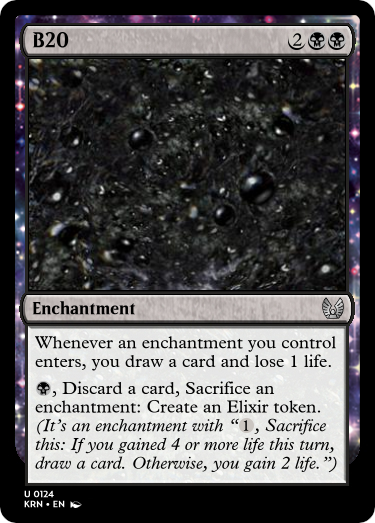 B20 2
Enchantment
Whenever an enchantment you control
enters, you draw a card and lose 1 life.
, Discard a card, Sacrifice an
enchantment: Create an Elixir token.
(It's an enchantment with “1, Sacrifice
this: If you gained 4 or more life this turn,
draw a card. Otherwise, you gain 2 life.”)
U 0124
KRN • EN